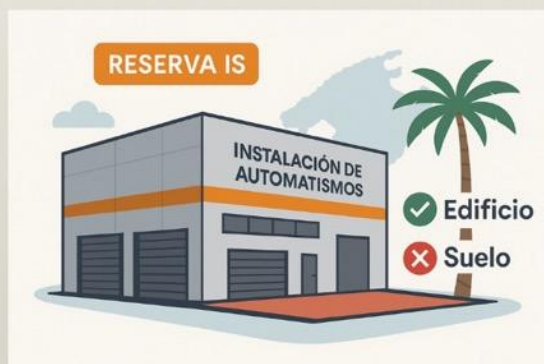 RESERVA IS
INSTALACIÓN DE
AUTOMATISMOS
Edificio
Suelo